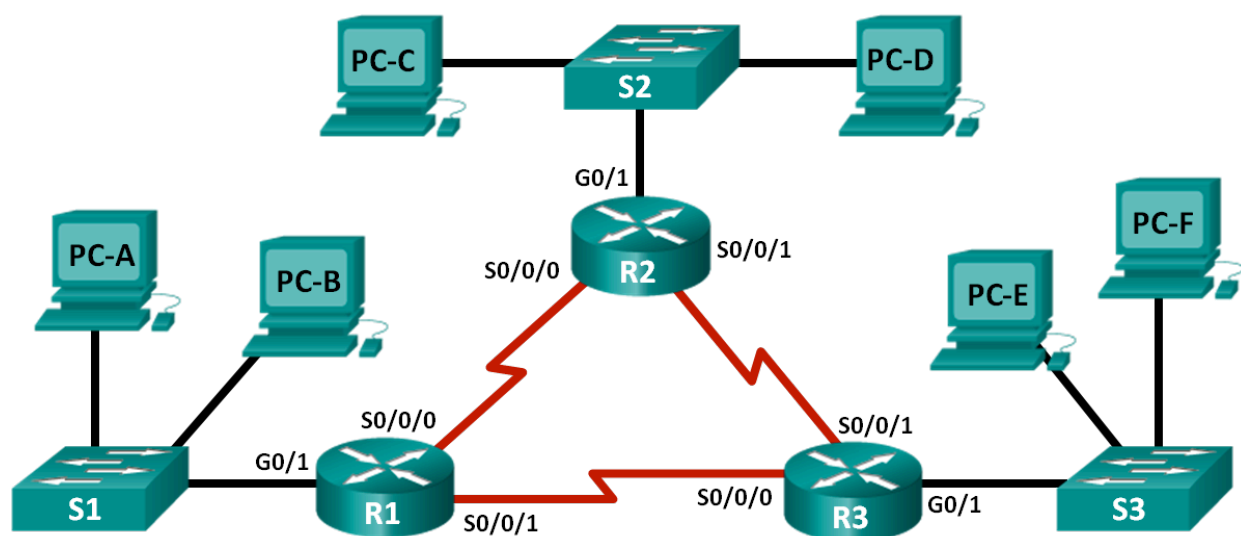 PC-C
PC-D
S2
G0/1
PC-A
PC-B
S0/0/0
R2
S0/0/1
PC-F
PC-E
S0/0/0
S0/0/1
G0/1
S0/0/0
G0/1
S1
R1
S0/0/1
R3
S3